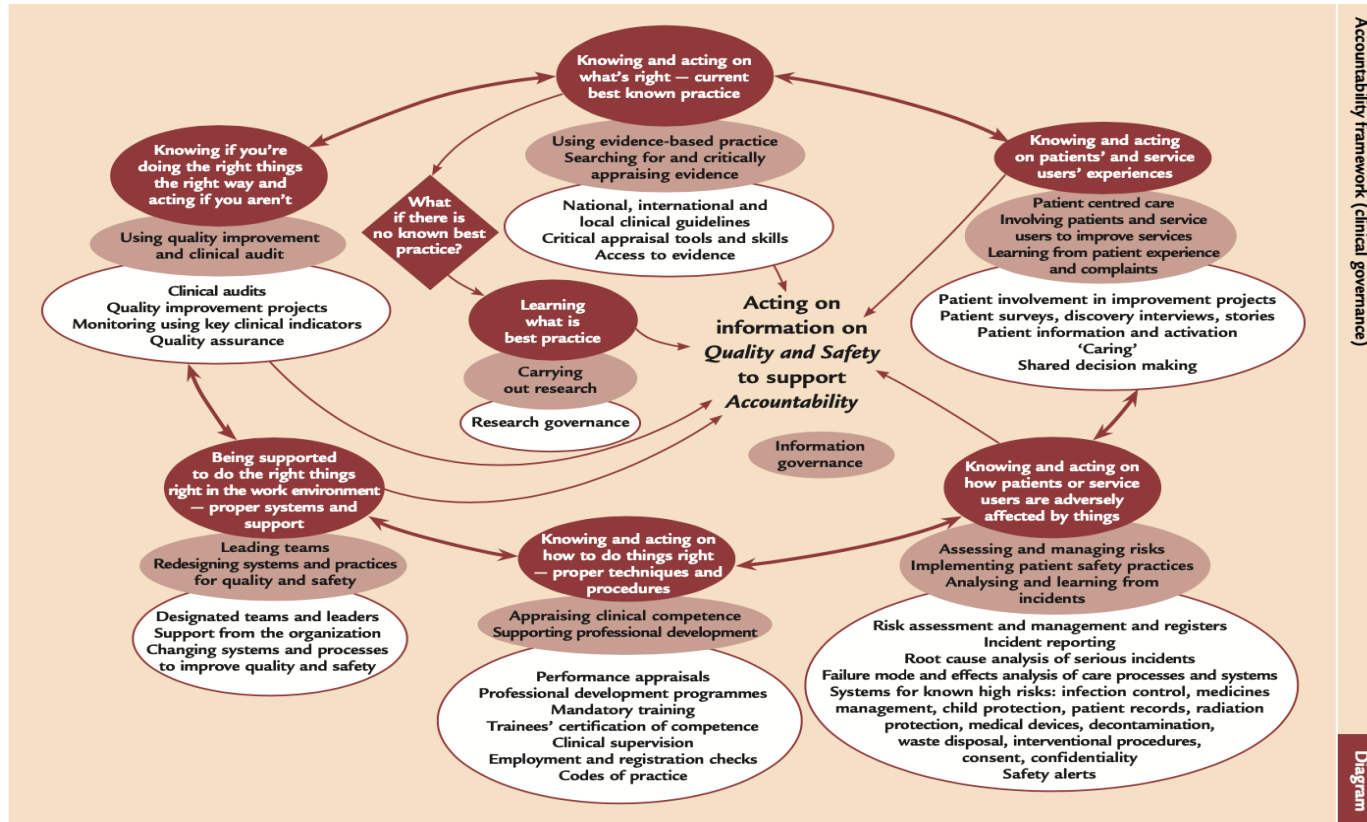 Accountability framework (clinical governance)
Knowing and acting on
what's right — current
best known practice
Using evidence-based practice
Searching for and critically
appraising evidence
National, international and
local clinical guidelines
Critical appraisal tools and skills
Access to evidence
Knowing if you're
doing the right things
the right way and
acting if you aren't
Using quality improvement
and clinical audit
Clinical audits
Quality improvement projects
Monitoring using key clinical indicators
Quality assurance
What
if there is
no known best
practice?
Learning
what is
best practice
Carrying
out research
Research governance
Knowing and acting
on patients' and service
users' experiences
Patient centred care
Involving patients and service
users to improve services
Learning from patient experience
and complaints
Patient involvement in improvement projects
Patient surveys, discovery interviews, stories
Patient information and activation
'Caring'
Shared decision making
Acting on
information on
Quality and Safety
to support
Accountability
Information
governance
Being supported
to do the right things
right in the work environment
— proper systems and
support
Leading teams
Redesigning systems and practices
for quality and safety
Designated teams and leaders
Support from the organization
Changing systems and processes
to improve quality and safety
Knowing and acting on
how to do things right
— proper techniques and
procedures
Appraising clinical competence
Supporting professional development
Performance appraisals
Professional development programmes
Mandatory training
Trainees' certification of competence
Clinical supervision
Employment and registration checks
Codes of practice
Knowing and acting on
how patients or service
users are adversely
affected by things
Assessing and managing risks
Implementing patient safety practices
Analysing and learning from
incidents
Risk assessment and management and registers
Incident reporting
Root cause analysis of serious incidents
Failure mode and effects analysis of care processes and systems
Systems for known high risks: infection control, medicines
management, child protection, patient records, radiation
protection, medical devices, decontamination,
waste disposal, interventional procedures,
consent, confidentiality
Safety alerts
Diagram